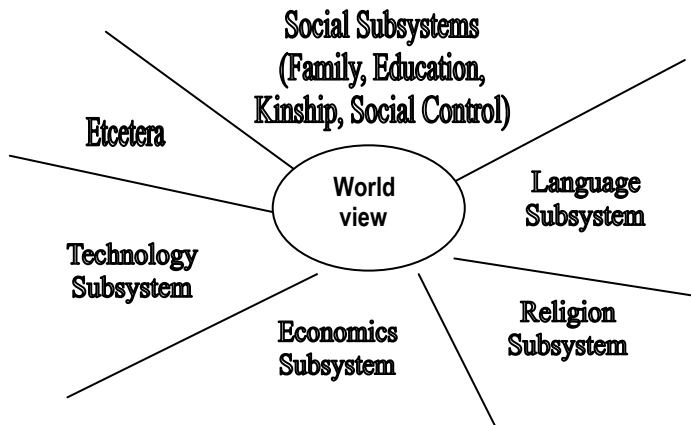 Social Subsystems
(Family, Education,
Kinship, Social Control)
Etcetera
World
view
Language
Subsystem
Technology
Subsystem
Religion
Subsystem
Economics
Subsystem